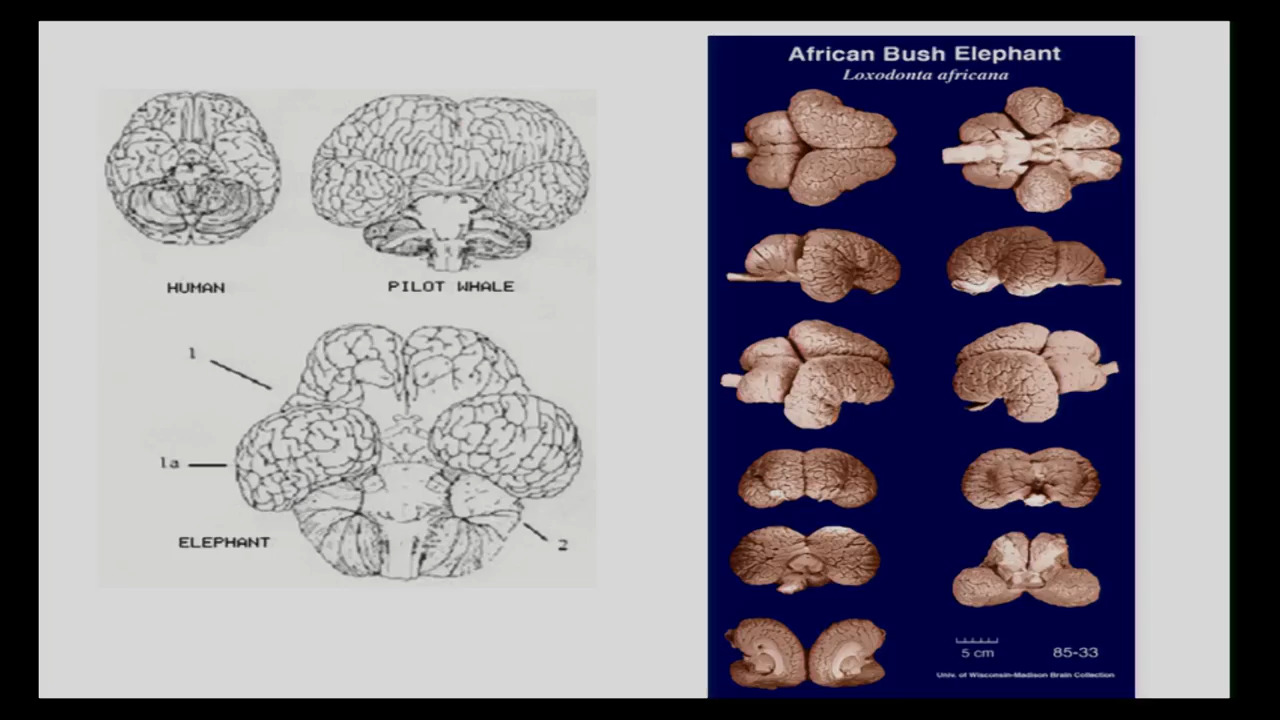 HUMAN
PILOT WHALE
1
1a
ELEPHANT
2
African Bush Elephant
Loxodonta africana
5 cm
85-33
Univ. of Wisconsin-Madison Brain Collection